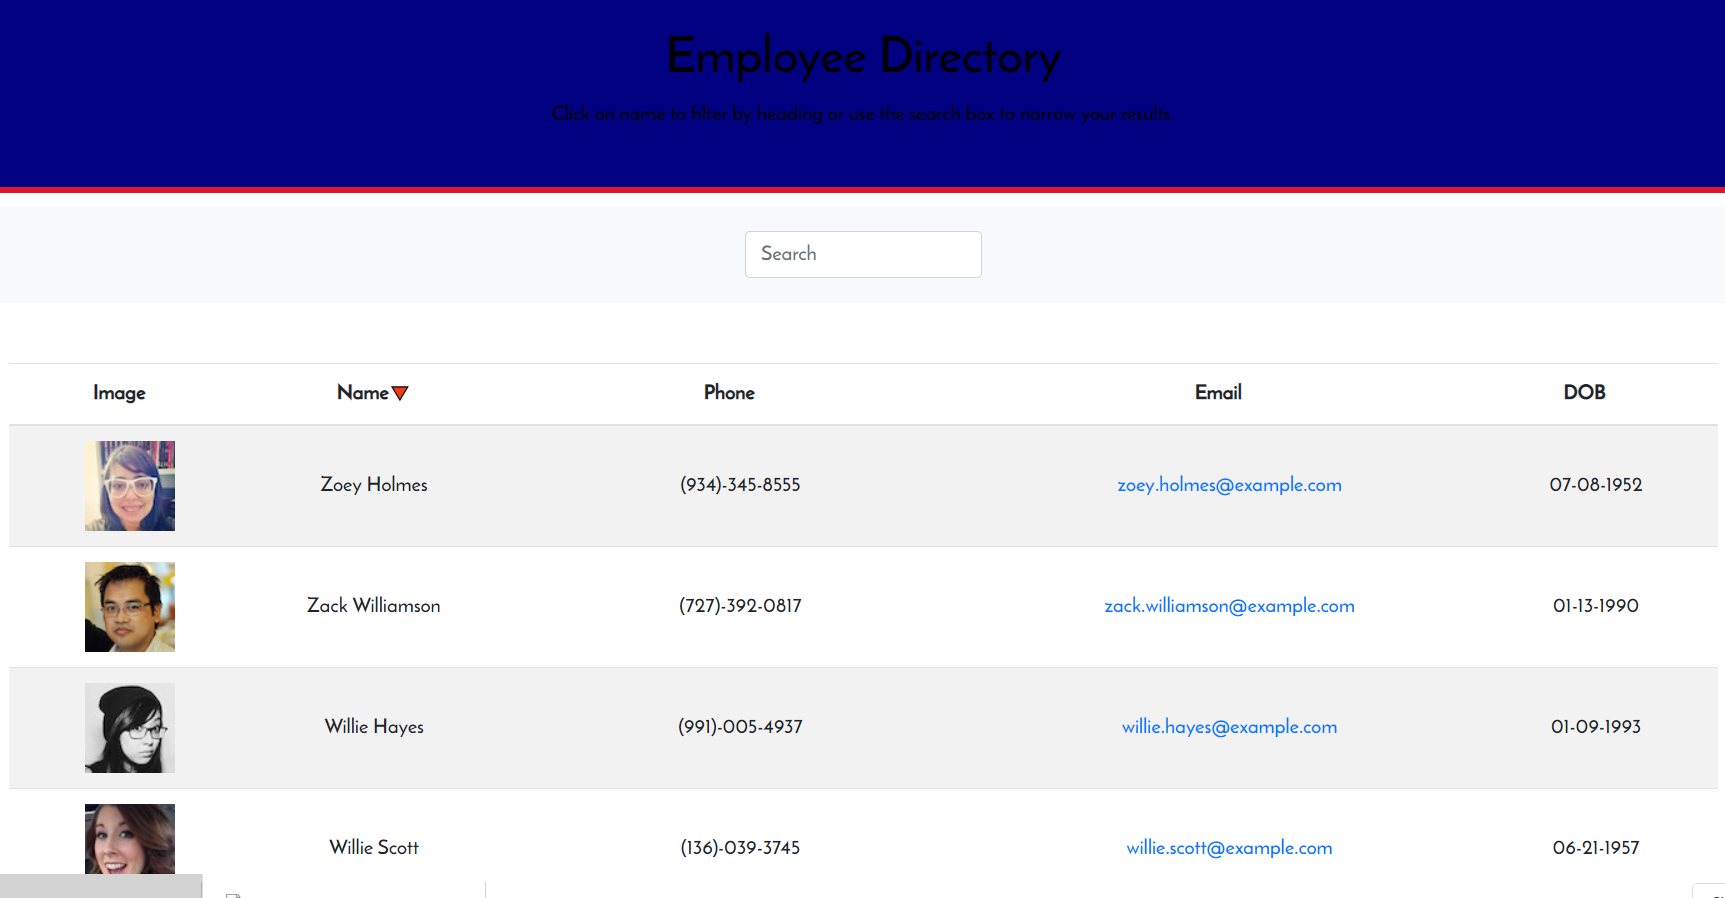 Employee Directory
Click on name to filter by heading or use the search box to narrow your results.
Search
Image Name Phone Email DOB
Zoey Holmes (934)-345-8555 zoey.holmes@example.com 07-08-1952
Zack Williamson (727)-392-0817 zack.williamson@example.com 01-13-1990
Willie Hayes (991)-005-4937 willie.hayes@example.com 01-09-1993
Willie Scott (136)-039-3745 willie.scott@example.com 06-21-1957